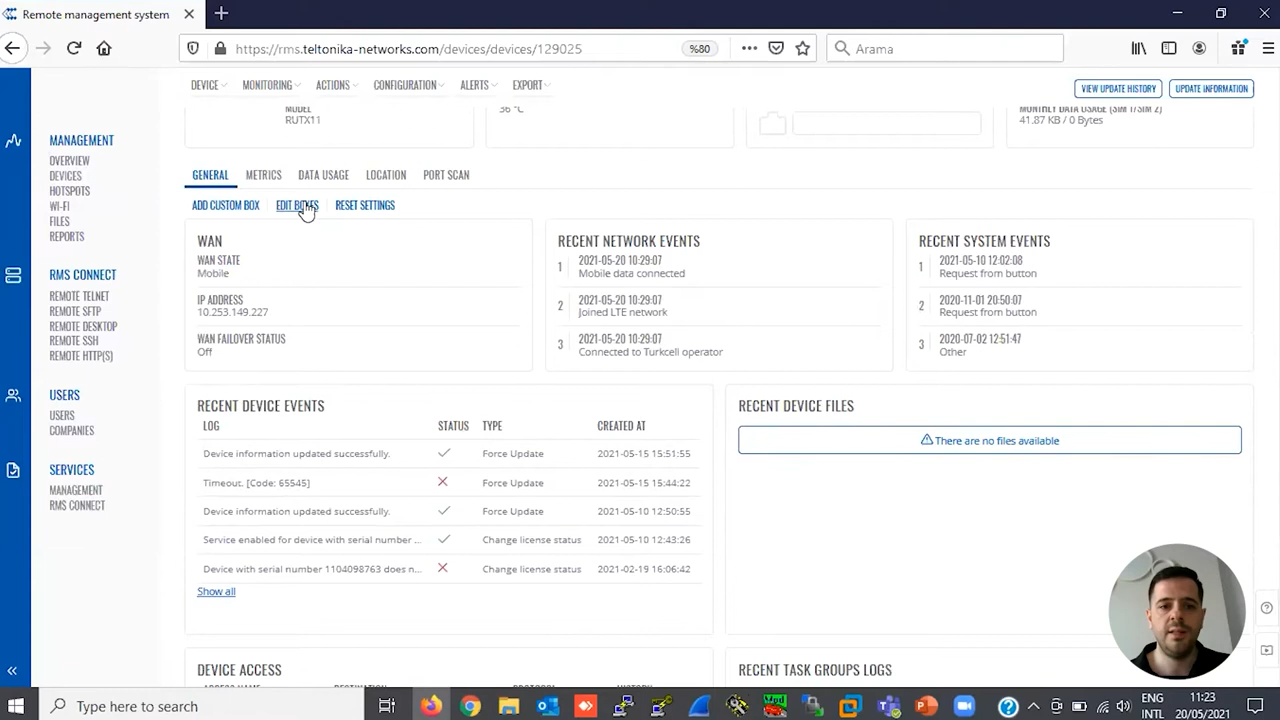 Remote management system
https://rms.teltonika-networks.com/devices/devices/129025
%80
Arama
DEVICE
MONITORING
ACTIONS
CONFIGURATION
ALERTS
EXPORT
VIEW UPDATE HISTORY
UPDATE INFORMATION
MODEL
RUTX11
36 °C
MONTHLY DATA USAGE (SIM 1/SIM 2)
41.87 KB / 0 Bytes
MANAGEMENT
OVERVIEW
DEVICES
HOTSPOTS
WI-FI
FILES
REPORTS
RMS CONNECT
REMOTE TELNET
REMOTE SFTP
REMOTE DESKTOP
REMOTE SSH
REMOTE HTTP(S)
USERS
USERS
COMPANIES
SERVICES
MANAGEMENT
RMS CONNECT
GENERAL
METRICS
DATA USAGE
LOCATION
PORT SCAN
ADD CUSTOM BOX
EDIT BOXES
RESET SETTINGS
WAN
WAN STATE
Mobile
IP ADDRESS
10.253.149.227
WAN FAILOVER STATUS
Off
RECENT NETWORK EVENTS
1 2021-05-20 10:29:07
Mobile data connected
2 2021-05-20 10:29:07
Joined LTE network
3 2021-05-20 10:29:07
Connected to Turkcell operator
RECENT SYSTEM EVENTS
1 2021-05-10 12:02:08
Request from button
2 2020-11-01 20:50:07
Request from button
3 2020-07-02 12:51:47
Other
RECENT DEVICE EVENTS
LOG STATUS TYPE CREATED AT
Device information updated successfully. Force Update 2021-05-15 15:51:55
Timeout. [Code: 65545] Force Update 2021-05-15 15:44:22
Device information updated successfully. Force Update 2021-05-10 12:50:55
Service enabled for device with serial number ... Change license status 2021-05-10 12:43:26
Device with serial number 1104098763 does n... Change license status 2021-02-19 16:06:42
Show all
RECENT DEVICE FILES
There are no files available
DEVICE ACCESS
RECENT TASK GROUPS LOGS
Type here to search
ENG
INTL
11:23
20/05/2021